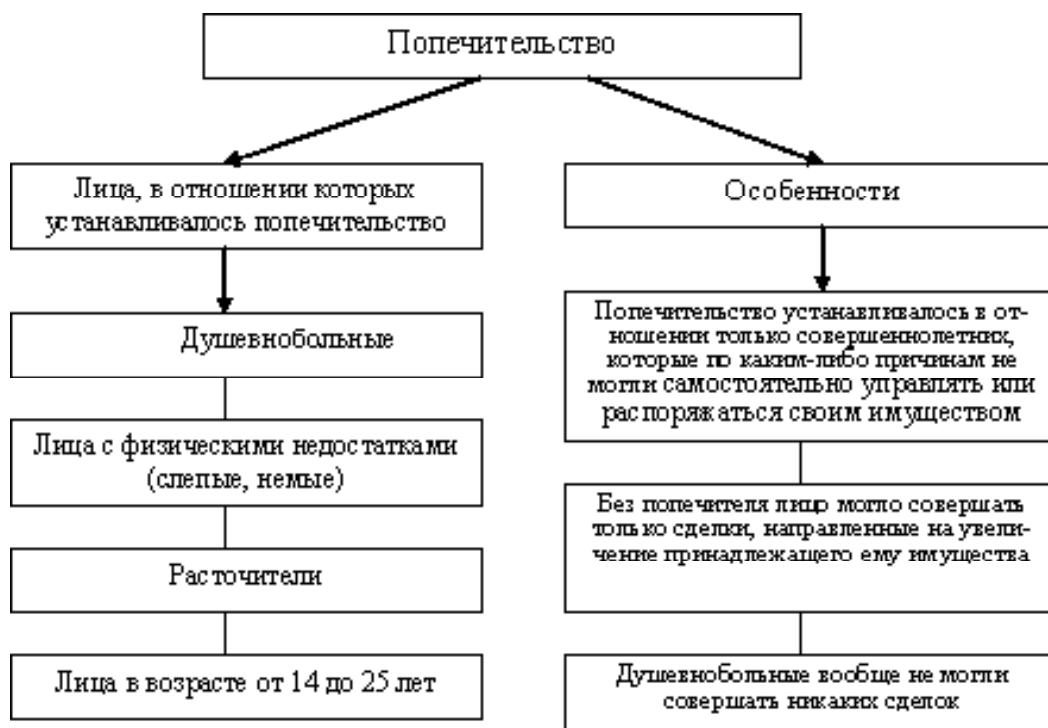 Попечительство
Лица, в отношении которых
устанавливалось попечительство
Душевнобольные
Лица с физическими недостатками
(слепые, немые)
Расточители
Лица в возрасте от 14 до 25 лет
Особенности
Попечительство устанавливалось в от-
ношении только совершеннолетних,
которые по каким-либо причинам не
могли самостоятельно управлять или
распоряжаться своим имуществом
Без попечителя лицо могло совершать
только сделки, направленные на увели-
чение принадлежащего ему имущества
Душевнобольные вообще не могли
совершать никаких сделок